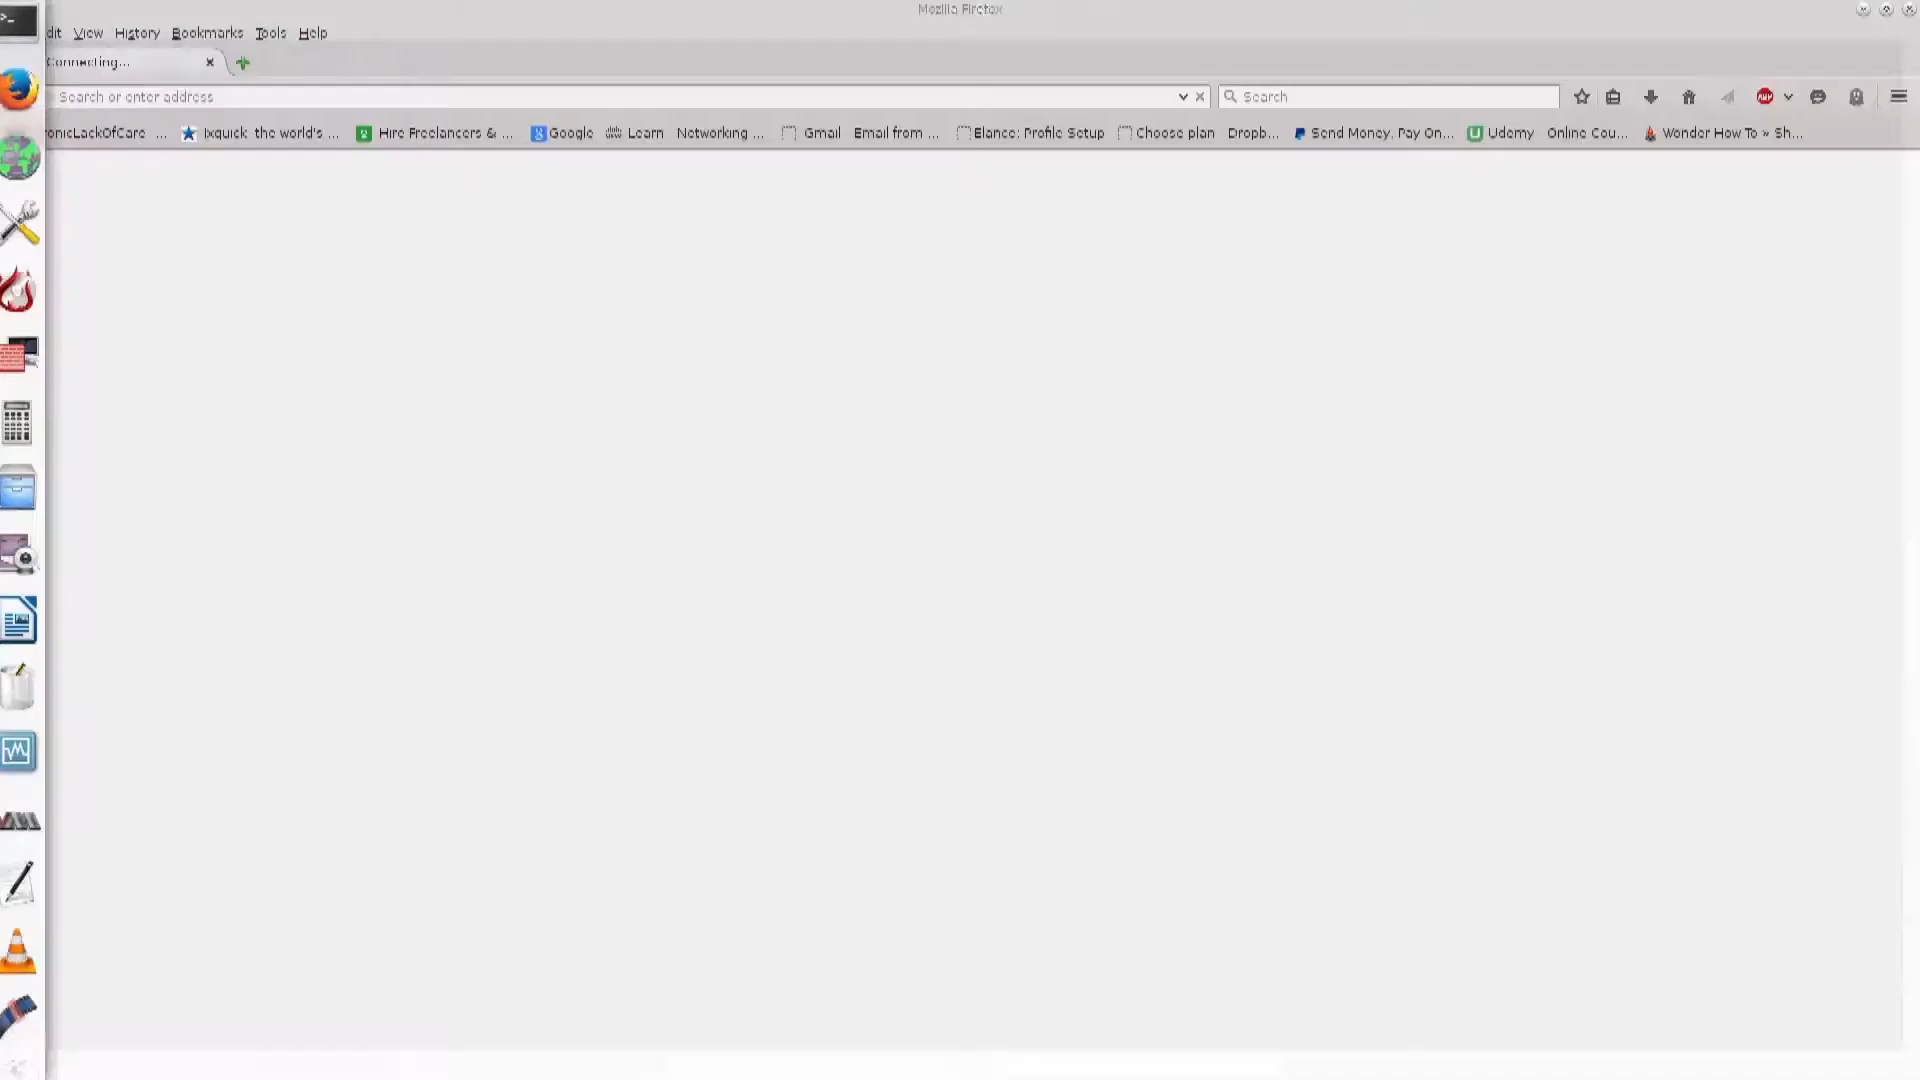 Mozilla Firefox
dit View History Bookmarks Tools Help
Connecting...
Search or enter address Search ABP
onicLackOfCare ... Ixquick the world's ... Hire Freelancers & ... Google Learn Networking ... Gmail Email from ... Elance: Profile Setup Choose plan Dropb... Send Money, Pay On... Udemy Online Cou... Wonder How To » Sh...